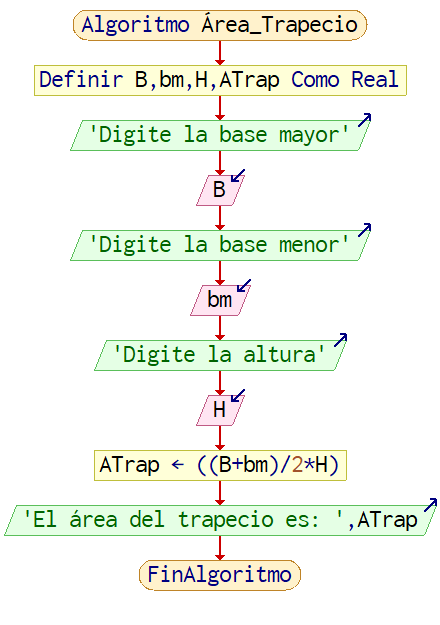 Algoritmo Área_Trapecio
Definir B,bm,H,ATrap Como Real
'Digite la base mayor'
B
'Digite la base menor'
bm
'Digite la altura'
H
ATrap ← ((B+bm)/2*H)
'El área del trapecio es: ',ATrap
FinAlgoritmo